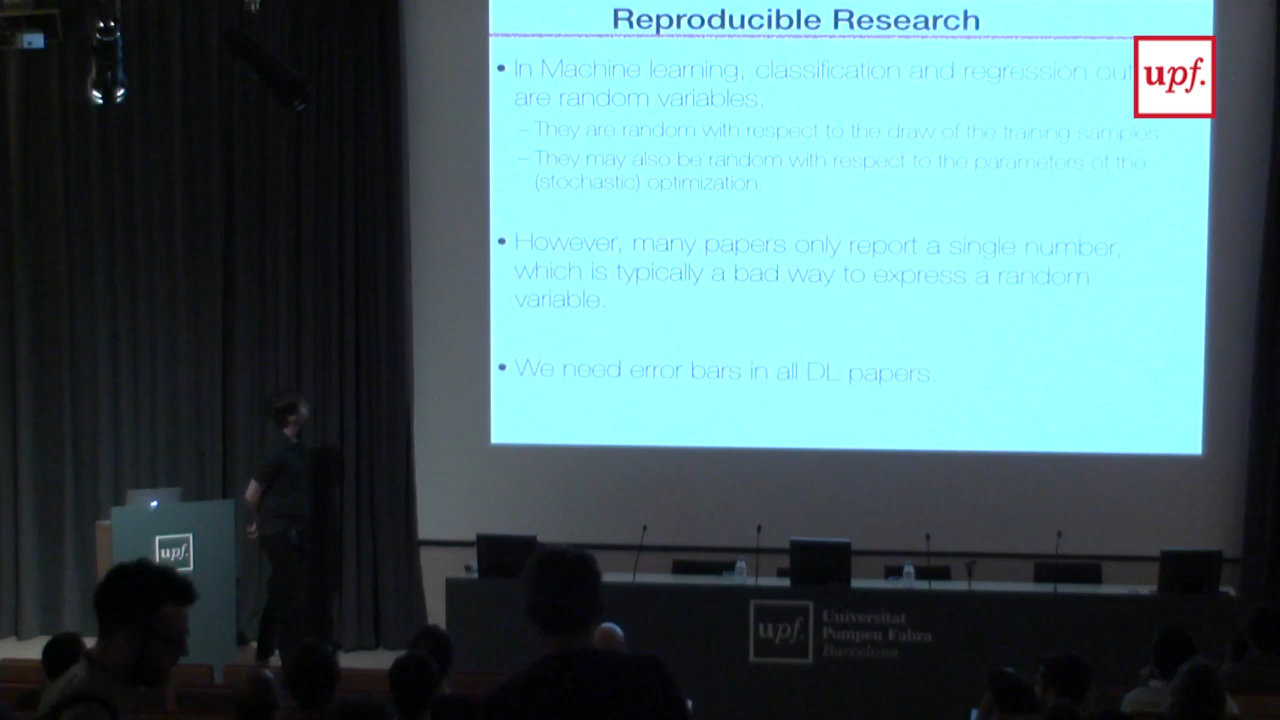 Reproducible Research
• In Machine learning, classification and regression
are random variables.
– They are random with respect to the draw of the training samples
– They may also be random with respect to the parameters of the
(stochastic) optimization.
• However, many papers only report a single number,
which is typically a bad way to express a random
variable.
• We need error bars in all DL papers.
upf.
upf.
upf.
Universitat
Pompeu Fabra
Barcelona